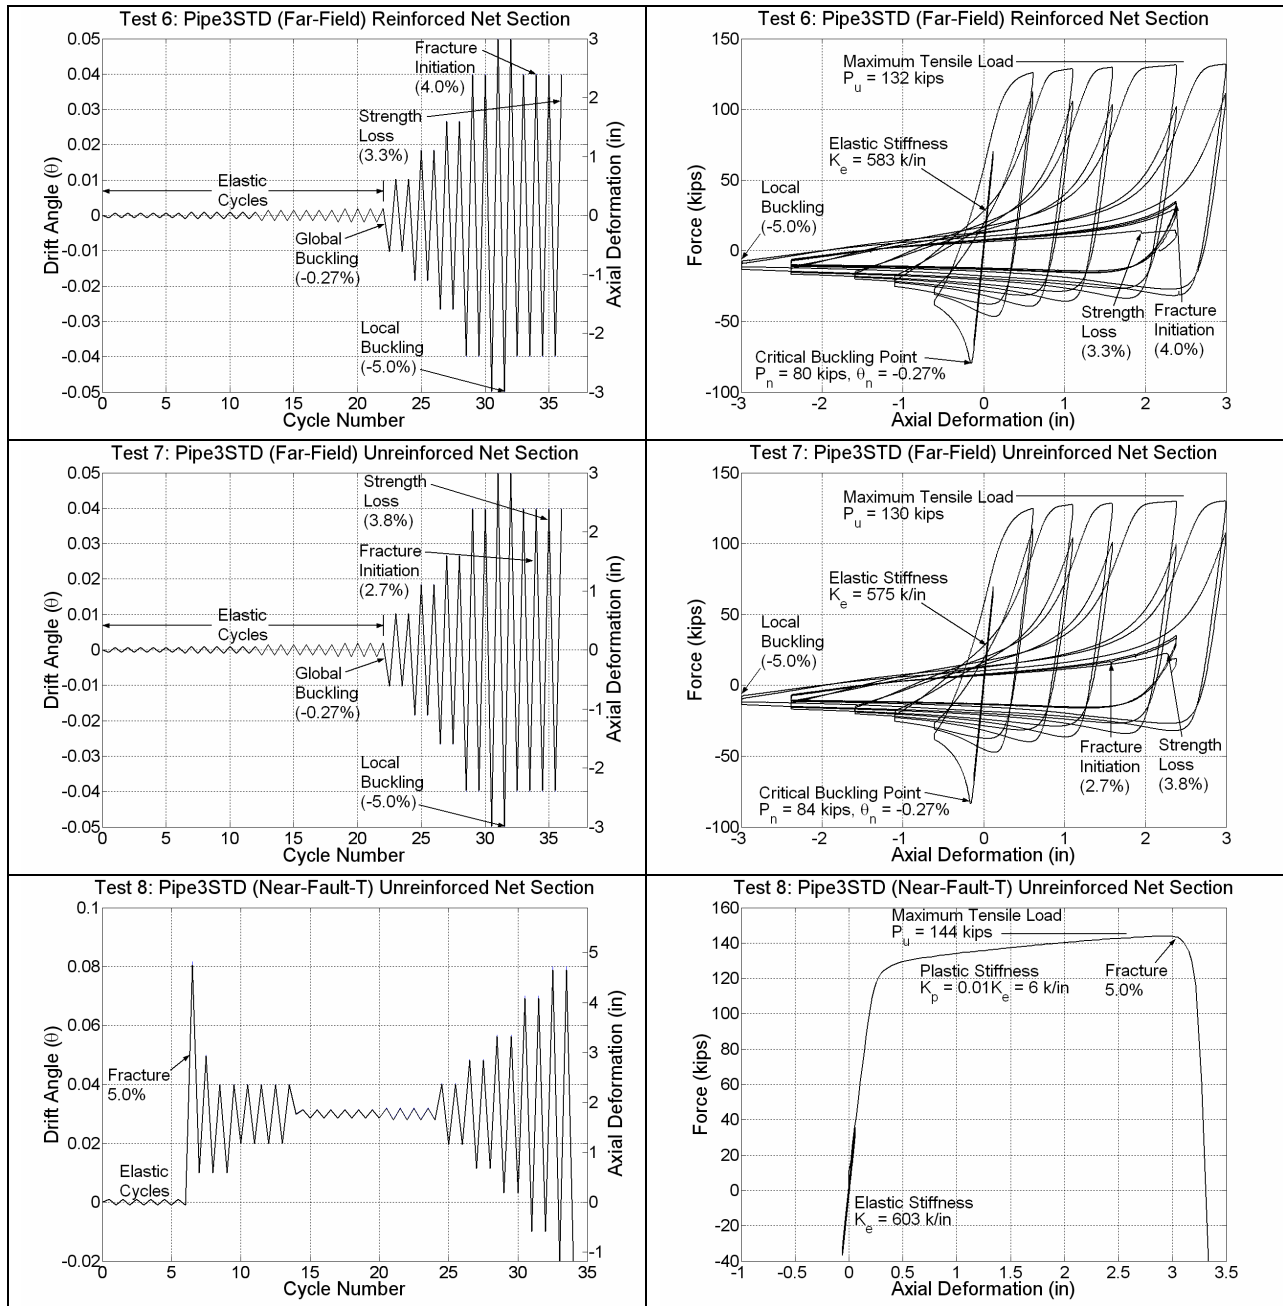 Test 6: Pipe3STD (Far-Field) Reinforced Net Section
0.05
0.04
0.03
0.02
0.01
0
-0.01
-0.02
-0.03
-0.04
-0.05
Drift Angle (θ)
3
2
1
0
-1
-2
-3
Axial Deformation (in)
Fracture
Initiation
(4.0%)
Strength
Loss
(3.3%)
Elastic
Cycles
Global
Buckling
(-0.27%)
Local
Buckling
(-5.0%)
0 5 10 15 20 25 30 35
Cycle Number
Test 6: Pipe3STD (Far-Field) Reinforced Net Section
150
100
50
0
-50
-100
Force (kips)
Maximum Tensile Load
Pu = 132 kips
Elastic Stiffness
Ke = 583 k/in
Local
Buckling
(-5.0%)
Strength
Loss
(3.3%)
Fracture
Initiation
(4.0%)
Critical Buckling Point
Pn = 80 kips, θn = -0.27%
-3 -2 -1 0 1 2 3
Axial Deformation (in)
Test 7: Pipe3STD (Far-Field) Unreinforced Net Section
0.05
0.04
0.03
0.02
0.01
0
-0.01
-0.02
-0.03
-0.04
-0.05
Drift Angle (θ)
3
2
1
0
-1
-2
-3
Axial Deformation (in)
Strength
Loss
(3.8%)
Fracture
Initiation
(2.7%)
Elastic
Cycles
Global
Buckling
(-0.27%)
Local
Buckling
(-5.0%)
0 5 10 15 20 25 30 35
Cycle Number
Test 7: Pipe3STD (Far-Field) Unreinforced Net Section
150
100
50
0
-50
-100
Force (kips)
Maximum Tensile Load
Pu = 130 kips
Elastic Stiffness
Ke = 575 k/in
Local
Buckling
(-5.0%)
Fracture
Initiation
(2.7%)
Strength
Loss
(3.8%)
Critical Buckling Point
Pn = 84 kips, θn = -0.27%
-3 -2 -1 0 1 2 3
Axial Deformation (in)
Test 8: Pipe3STD (Near-Fault-T) Unreinforced Net Section
0.1
0.08
0.06
0.04
0.02
0
-0.02
Drift Angle (θ)
5
4
3
2
1
0
-1
Axial Deformation (in)
Fracture
5.0%
Elastic
Cycles
0 5 10 15 20 25 30 35
Cycle Number
Test 8: Pipe3STD (Near-Fault-T) Unreinforced Net Section
160
140
120
100
80
60
40
20
0
-20
-40
Force (kips)
Maximum Tensile Load
Pu = 144 kips
Plastic Stiffness
Kp = 0.01Ke = 6 k/in
Fracture
5.0%
Elastic Stiffness
Ke = 603 k/in
-1 -0.5 0 0.5 1 1.5 2 2.5 3 3.5
Axial Deformation (in)